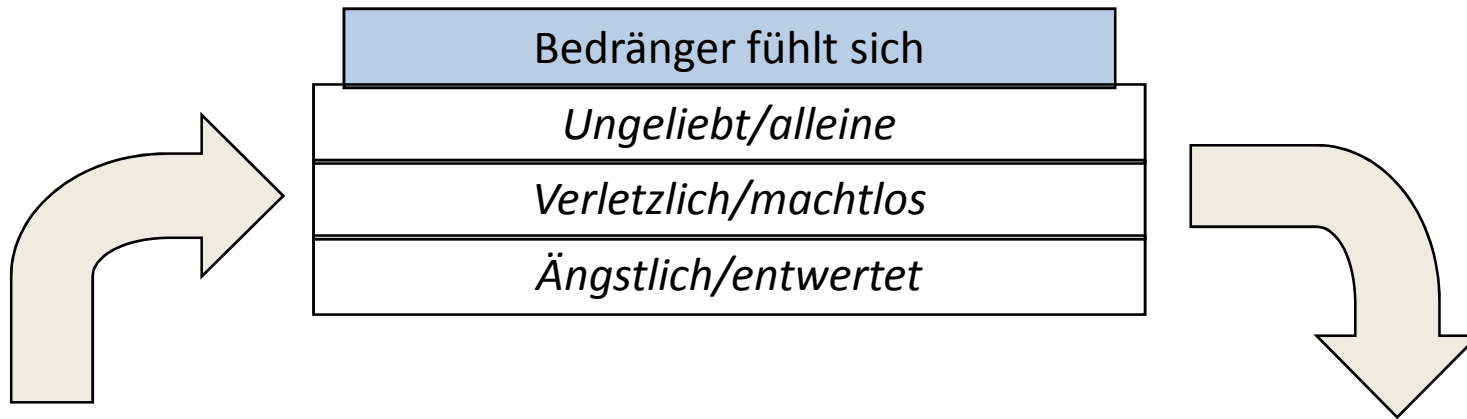 Bedränger fühlt sich
Ungeliebt/alleine
Verletzlich/machtlos
Ängstlich/entwertet